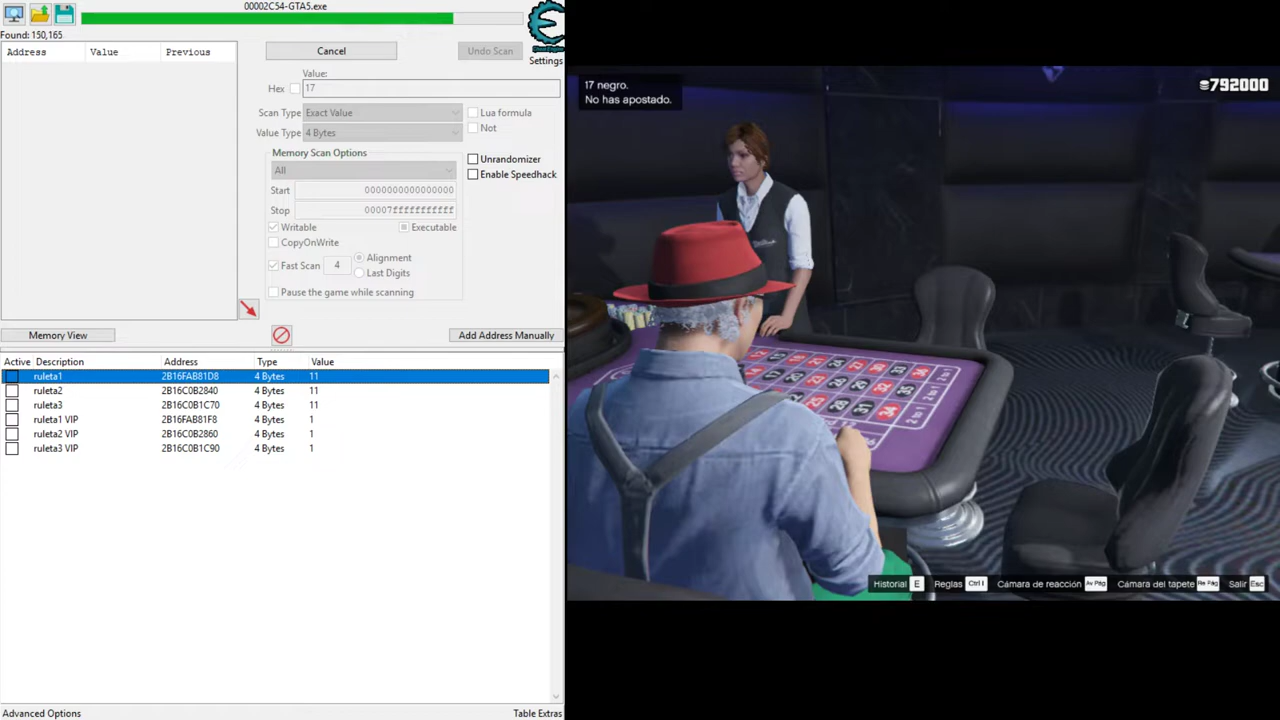 00002C54-GTA5.exe
Found: 150,165
Address Value Previous
Cancel
Undo Scan
Settings
Value:
Hex 17
Scan Type Exact Value
Lua formula
Value Type 4 Bytes
Not
Memory Scan Options
All
Unrandomizer
Enable Speedhack
Start 0000000000000000
Stop 00007fffffffffff
Writable Executable
CopyOnWrite
Fast Scan 4 Alignment
Last Digits
Pause the game while scanning
Memory View
Add Address Manually
Active Description Address Type Value
ruleta1 2B16FAB81D8 4 Bytes 11
ruleta2 2B16C0B2840 4 Bytes 11
ruleta3 2B16C0B1C70 4 Bytes 11
ruleta1 VIP 2B16FAB81F8 4 Bytes 1
ruleta2 VIP 2B16C0B2860 4 Bytes 1
ruleta3 VIP 2B16C0B1C90 4 Bytes 1
Advanced Options
Table Extras
17 negro.
No has apostado.
792000
Historial E Reglas Ctrl I Cámara de reacción Av Pág Cámara del tapete Re Pág Salir Esc